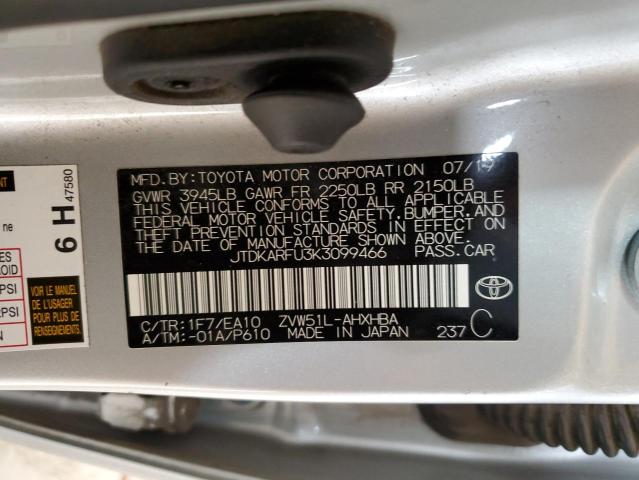 MFD.BY:TOYOTA MOTOR CORPORATION 07/19
GVWR 3945LB GAWR FR 2250LB RR 2150LB
THIS VEHICLE CONFORMS TO ALL APPLICABLE
FEDERAL MOTOR VEHICLE SAFETY,BUMPER,AND
THEFT PREVENTION STANDARDS IN EFFECT ON
THE DATE OF MANUFACTURE SHOWN ABOVE.
JTDKARFU3K3099466 PASS.CAR
C/TR:1F7/EA10 ZVW51L-AHXHBA
A/TM:-01A/P610 MADE IN JAPAN 237 C
6 H 47580
ne
PSI
VOIR LE MANUEL
DE L'USAGER
POUR PLUS DE
RENSEIGNEMENTS